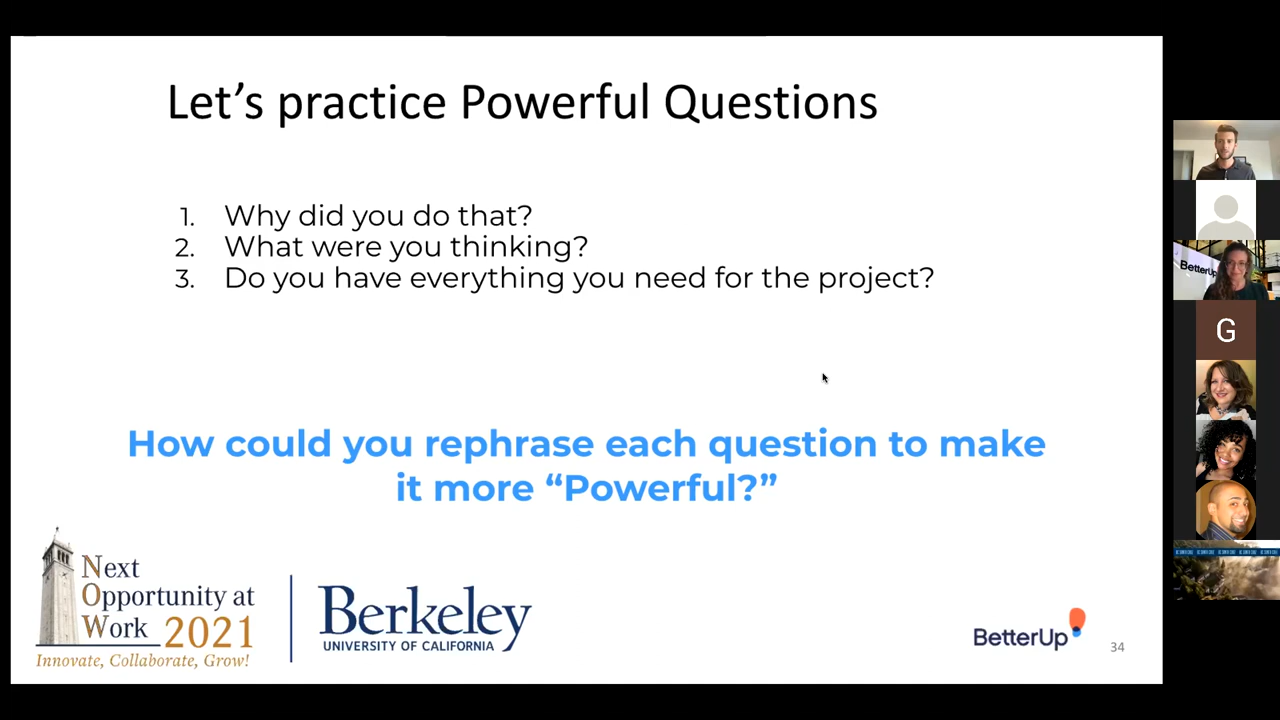 Let's practice Powerful Questions
1. Why did you do that?
2. What were you thinking?
3. Do you have everything you need for the project?
How could you rephrase each question to make
it more “Powerful?”
Next
Opportunity at
Work 2021
Innovate, Collaborate, Grow!
Berkeley
UNIVERSITY OF CALIFORNIA
BetterUp
34
BetterUp
G